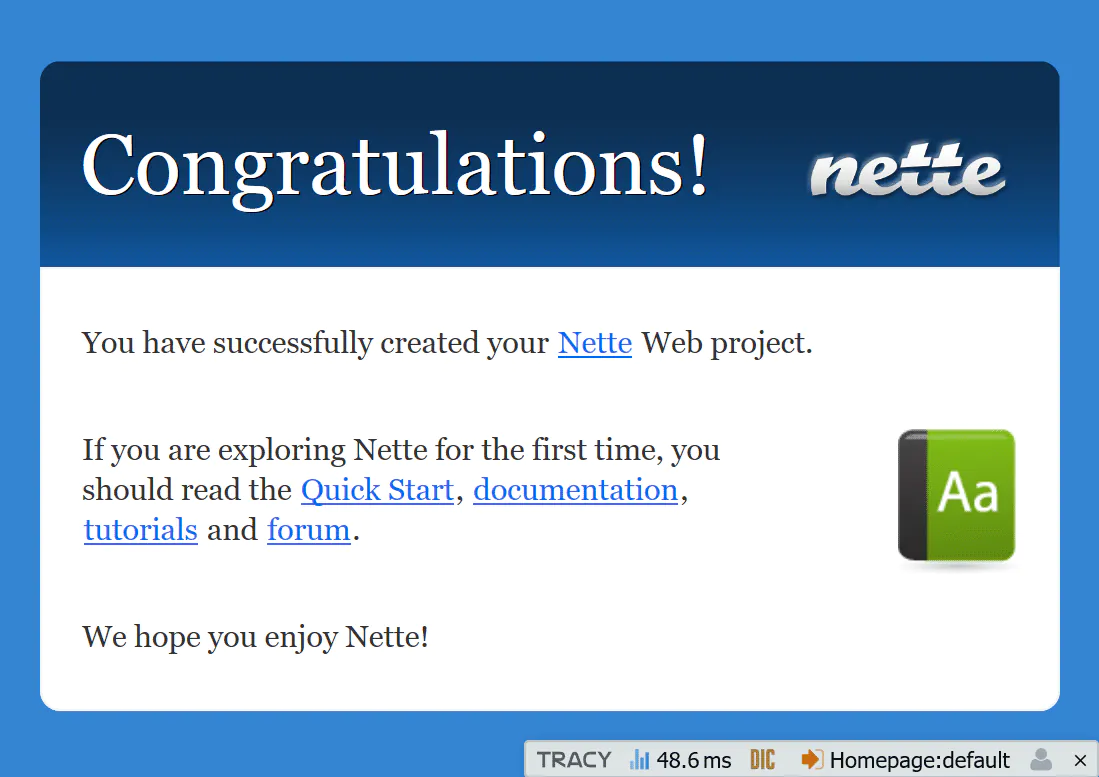 Congratulations!
nette
You have successfully created your Nette Web project.
If you are exploring Nette for the first time, you
should read the Quick Start, documentation,
tutorials and forum.
Aa
We hope you enjoy Nette!
TRACY 48.6 ms DIC Homepage:default ×